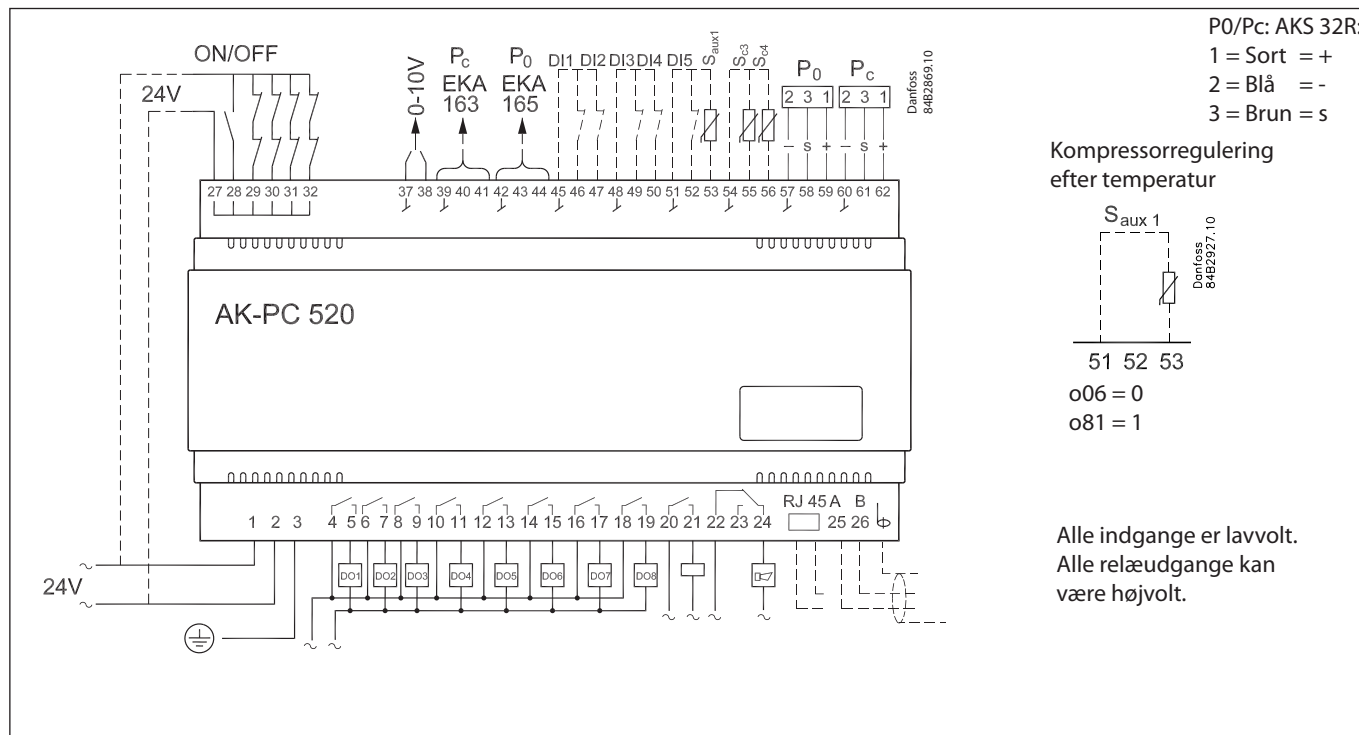 P0/Pc: AKS 32R:
1 = Sort = +
2 = Blå = -
3 = Brun = s
ON/OFF
24V
0-10V
Pc
EKA
163
P0
EKA
165
DI1 DI2 DI3 DI4 DI5 Saux1 Sc3 Sc4
P0 Pc
2 3 1 2 3 1
– s + – s +
Danfoss
84B2869.10
27 28 29 30 31 32 37 38 39 40 41 42 43 44 45 46 47 48 49 50 51 52 53 54 55 56 57 58 59 60 61 62
Kompressorregulering
efter temperatur
Saux 1
Danfoss
84B2927.10
51 52 53
o06 = 0
o81 = 1
AK-PC 520
RJ 45 A B
1 2 3 4 5 6 7 8 9 10 11 12 13 14 15 16 17 18 19 20 21 22 23 24 25 26
DO1 DO2 DO3 DO4 DO5 DO6 DO7 DO8
24V
Alle indgange er lavvolt.
Alle relæudgange kan
være højvolt.